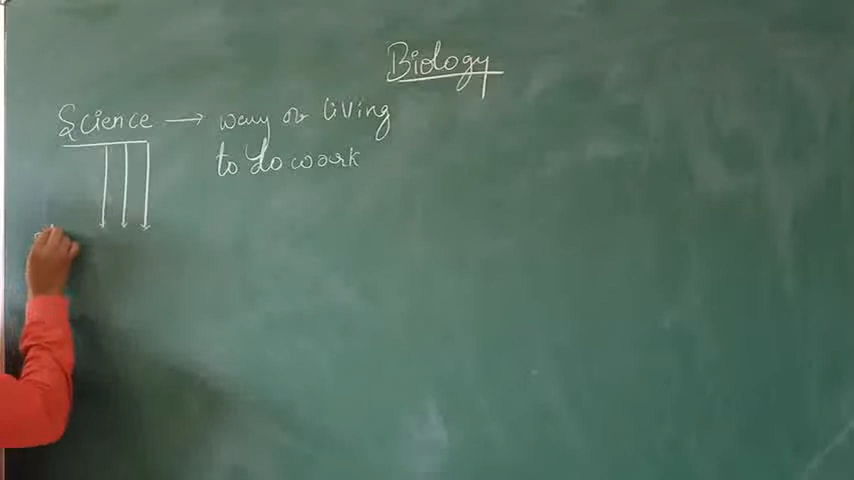 Biology
Science → way or living
to do work